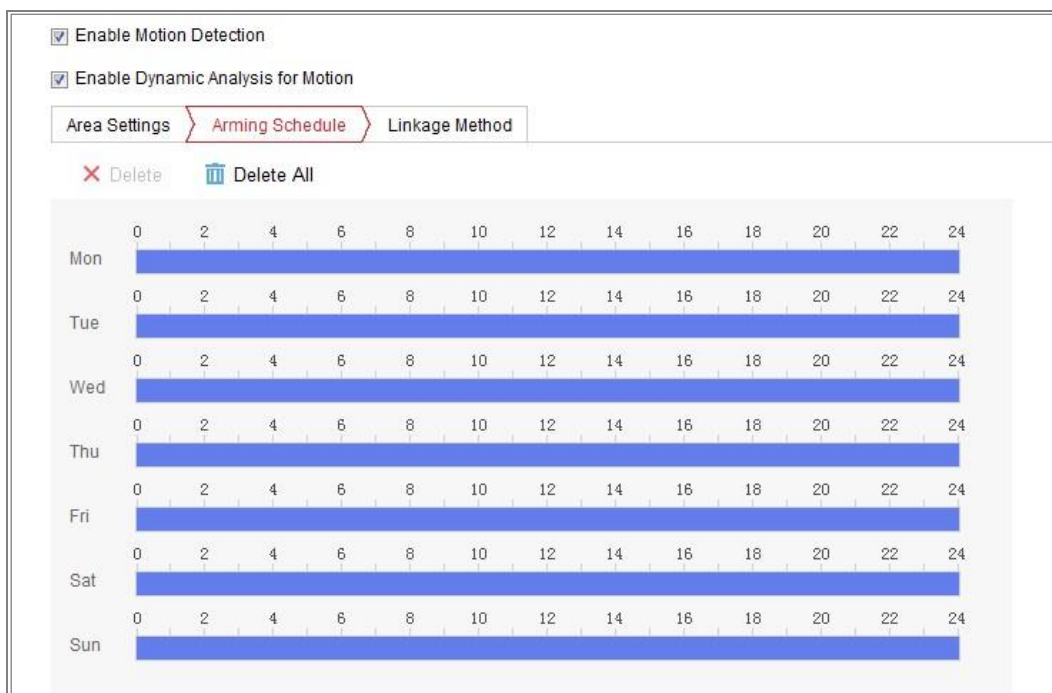 Enable Motion Detection
Enable Dynamic Analysis for Motion
Area Settings Arming Schedule Linkage Method
Delete Delete All
0 2 4 6 8 10 12 14 16 18 20 22 24
Mon
0 2 4 6 8 10 12 14 16 18 20 22 24
Tue
0 2 4 6 8 10 12 14 16 18 20 22 24
Wed
0 2 4 6 8 10 12 14 16 18 20 22 24
Thu
0 2 4 6 8 10 12 14 16 18 20 22 24
Fri
0 2 4 6 8 10 12 14 16 18 20 22 24
Sat
0 2 4 6 8 10 12 14 16 18 20 22 24
Sun